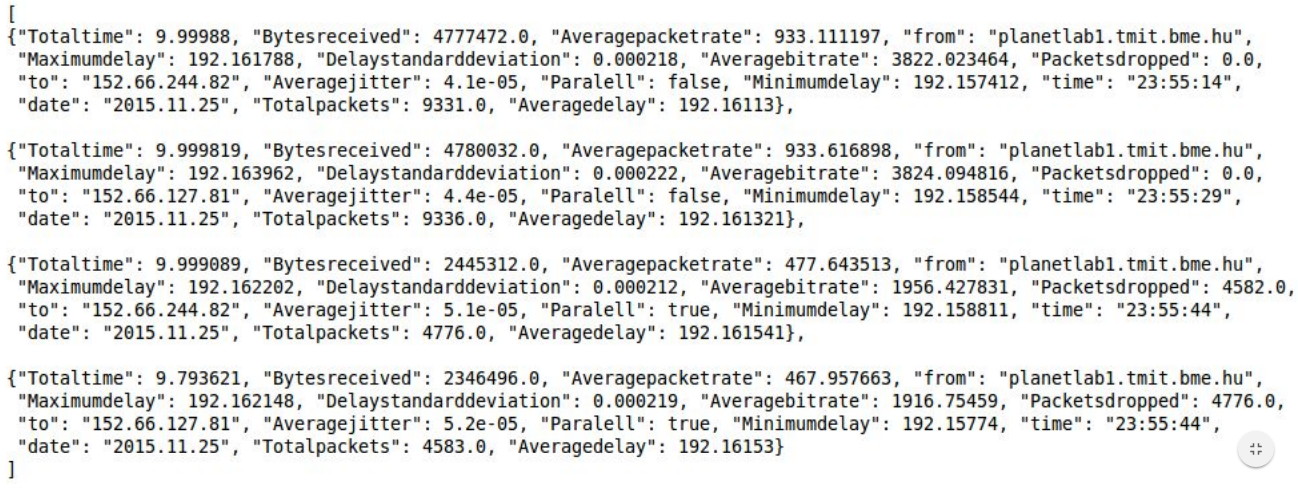 [
{"Totaltime": 9.99988, "Bytesreceived": 4777472.0, "Averagepacketrate": 933.111197, "from": "planetlab1.tmit.bme.hu",
"Maximumdelay": 192.161788, "Delaystandarddeviation": 0.000218, "Averagebitrate": 3822.023464, "Packetsdropped": 0.0,
"to": "152.66.244.82", "Averagejitter": 4.1e-05, "Paralell": false, "Minimumdelay": 192.157412, "time": "23:55:14",
"date": "2015.11.25", "Totalpackets": 9331.0, "Averagedelay": 192.16113},
{"Totaltime": 9.999819, "Bytesreceived": 4780032.0, "Averagepacketrate": 933.616898, "from": "planetlab1.tmit.bme.hu",
"Maximumdelay": 192.163962, "Delaystandarddeviation": 0.000222, "Averagebitrate": 3824.094816, "Packetsdropped": 0.0,
"to": "152.66.127.81", "Averagejitter": 4.4e-05, "Paralell": false, "Minimumdelay": 192.158544, "time": "23:55:29",
"date": "2015.11.25", "Totalpackets": 9336.0, "Averagedelay": 192.161321},
{"Totaltime": 9.999089, "Bytesreceived": 2445312.0, "Averagepacketrate": 477.643513, "from": "planetlab1.tmit.bme.hu",
"Maximumdelay": 192.162202, "Delaystandarddeviation": 0.000212, "Averagebitrate": 1956.427831, "Packetsdropped": 4582.0,
"to": "152.66.244.82", "Averagejitter": 5.1e-05, "Paralell": true, "Minimumdelay": 192.158811, "time": "23:55:44",
"date": "2015.11.25", "Totalpackets": 4776.0, "Averagedelay": 192.161541},
{"Totaltime": 9.793621, "Bytesreceived": 2346496.0, "Averagepacketrate": 467.957663, "from": "planetlab1.tmit.bme.hu",
"Maximumdelay": 192.162148, "Delaystandarddeviation": 0.000219, "Averagebitrate": 1916.75459, "Packetsdropped": 4776.0,
"to": "152.66.127.81", "Averagejitter": 5.2e-05, "Paralell": true, "Minimumdelay": 192.15774, "time": "23:55:44",
"date": "2015.11.25", "Totalpackets": 4583.0, "Averagedelay": 192.16153}
]